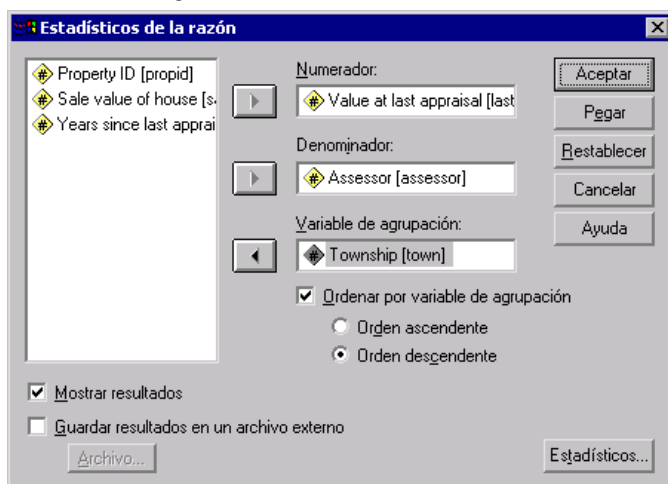 Estadísticos de la razón
Property ID [propid]
Sale value of house [s
Years since last apprai
Numerador:
Value at last appraisal [last
Denominador:
Assessor [assessor]
Variable de agrupación:
Township [town]
Ordenar por variable de agrupación
Orden ascendente
Orden descendente
Mostrar resultados
Guardar resultados en un archivo externo
Archivo...
Aceptar
Pegar
Restablecer
Cancelar
Ayuda
Estadísticos...